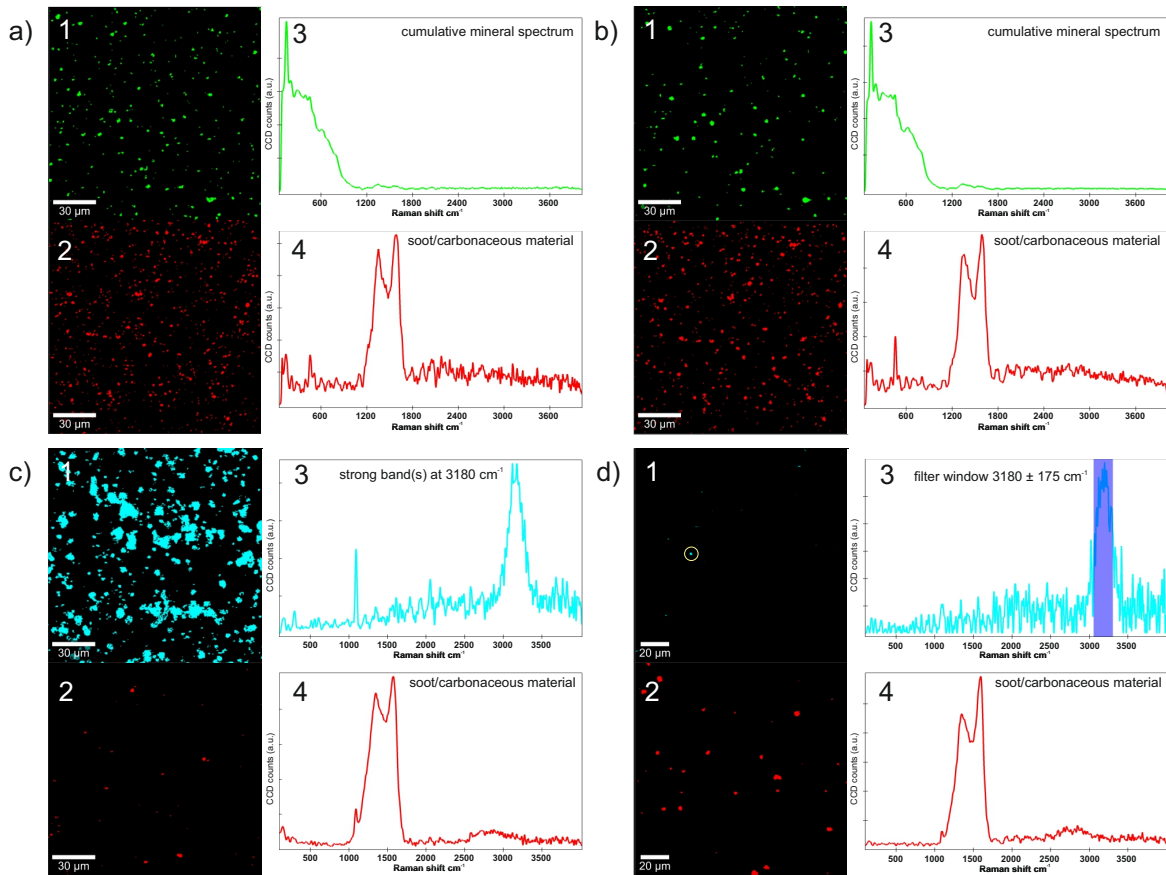 a)
1
30 µm
2
30 µm
3
cumulative mineral spectrum
CCD counts (a.u.)
600 1200 1800 2400 3000 3600
Raman shift cm-1
4
soot/carbonaceous material
CCD counts (a.u.)
600 1200 1800 2400 3000 3600
Raman shift cm-1
b)
1
30 µm
2
30 µm
3
cumulative mineral spectrum
CCD counts (a.u.)
600 1200 1800 2400 3000 3600
Raman shift cm-1
4
soot/carbonaceous material
CCD counts (a.u.)
600 1200 1800 2400 3000 3600
Raman shift cm-1
c)
1
30 µm
2
30 µm
3
strong band(s) at 3180 cm-1
CCD counts (a.u.)
500 1000 1500 2000 2500 3000 3500
Raman shift cm-1
4
soot/carbonaceous material
CCD counts (a.u.)
500 1000 1500 2000 2500 3000 3500
Raman shift cm-1
d)
1
20 µm
2
20 µm
3
filter window 3180 ± 175 cm-1
CCD counts (a.u.)
500 1000 1500 2000 2500 3000 3500
Raman shift cm-1
4
soot/carbonaceous material
CCD counts (a.u.)
500 1000 1500 2000 2500 3000 3500
Raman shift cm-1